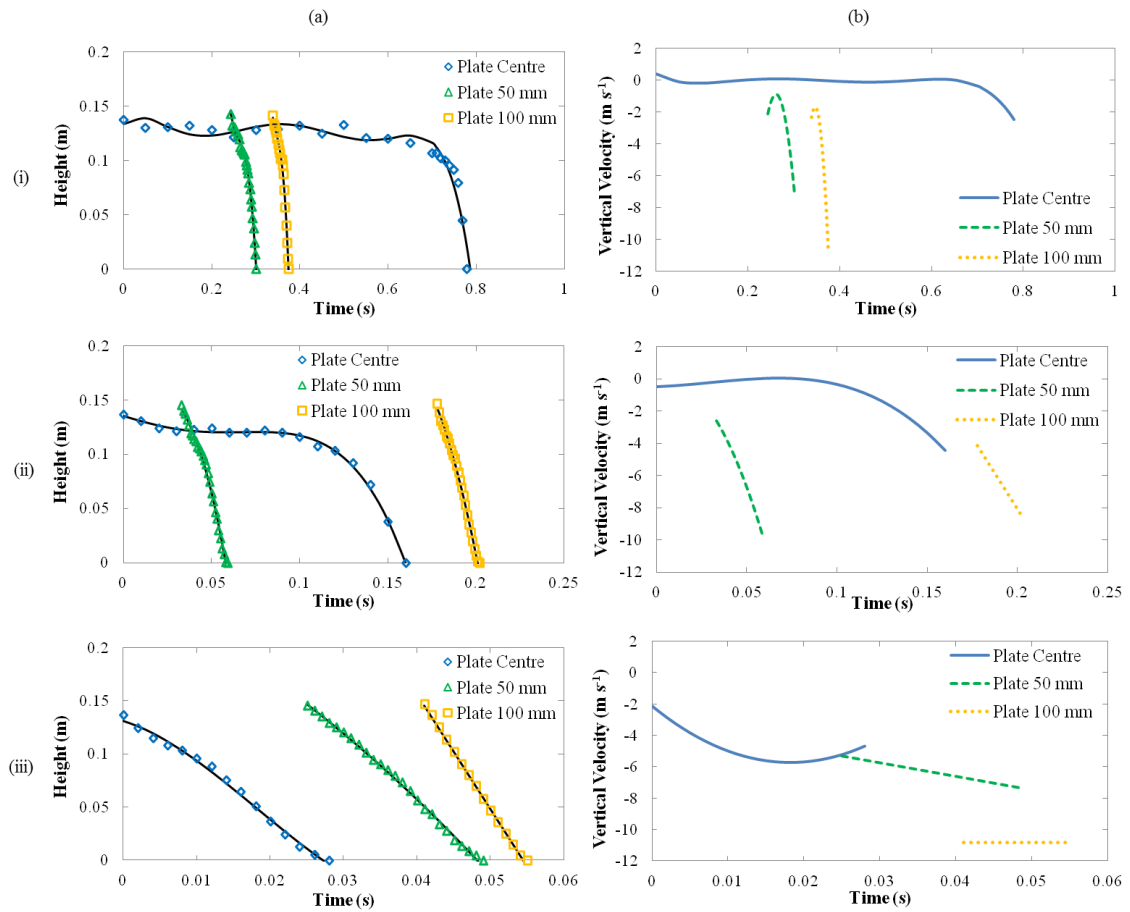 (a)
(b)
(i)
Height (m)
0.2
0.15
0.1
0.05
0
0 0.2 0.4 0.6 0.8 1
Time (s)
Plate Centre
Plate 50 mm
Plate 100 mm
Vertical Velocity (m s-1)
2
0
-2
-4
-6
-8
-10
-12
0 0.2 0.4 0.6 0.8 1
Time (s)
Plate Centre
Plate 50 mm
Plate 100 mm
(ii)
Height (m)
0.2
0.15
0.1
0.05
0
0 0.05 0.1 0.15 0.2 0.25
Time (s)
Plate Centre
Plate 50 mm
Plate 100 mm
Vertical Velocity (m s-1)
2
0
-2
-4
-6
-8
-10
-12
0 0.05 0.1 0.15 0.2 0.25
Time (s)
Plate Centre
Plate 50 mm
Plate 100 mm
(iii)
Height (m)
0.2
0.15
0.1
0.05
0
0 0.01 0.02 0.03 0.04 0.05 0.06
Time (s)
Plate Centre
Plate 50 mm
Plate 100 mm
Vertical Velocity (m s-1)
2
0
-2
-4
-6
-8
-10
-12
0 0.02 0.04 0.06
Time (s)
Plate Centre
Plate 50 mm
Plate 100 mm